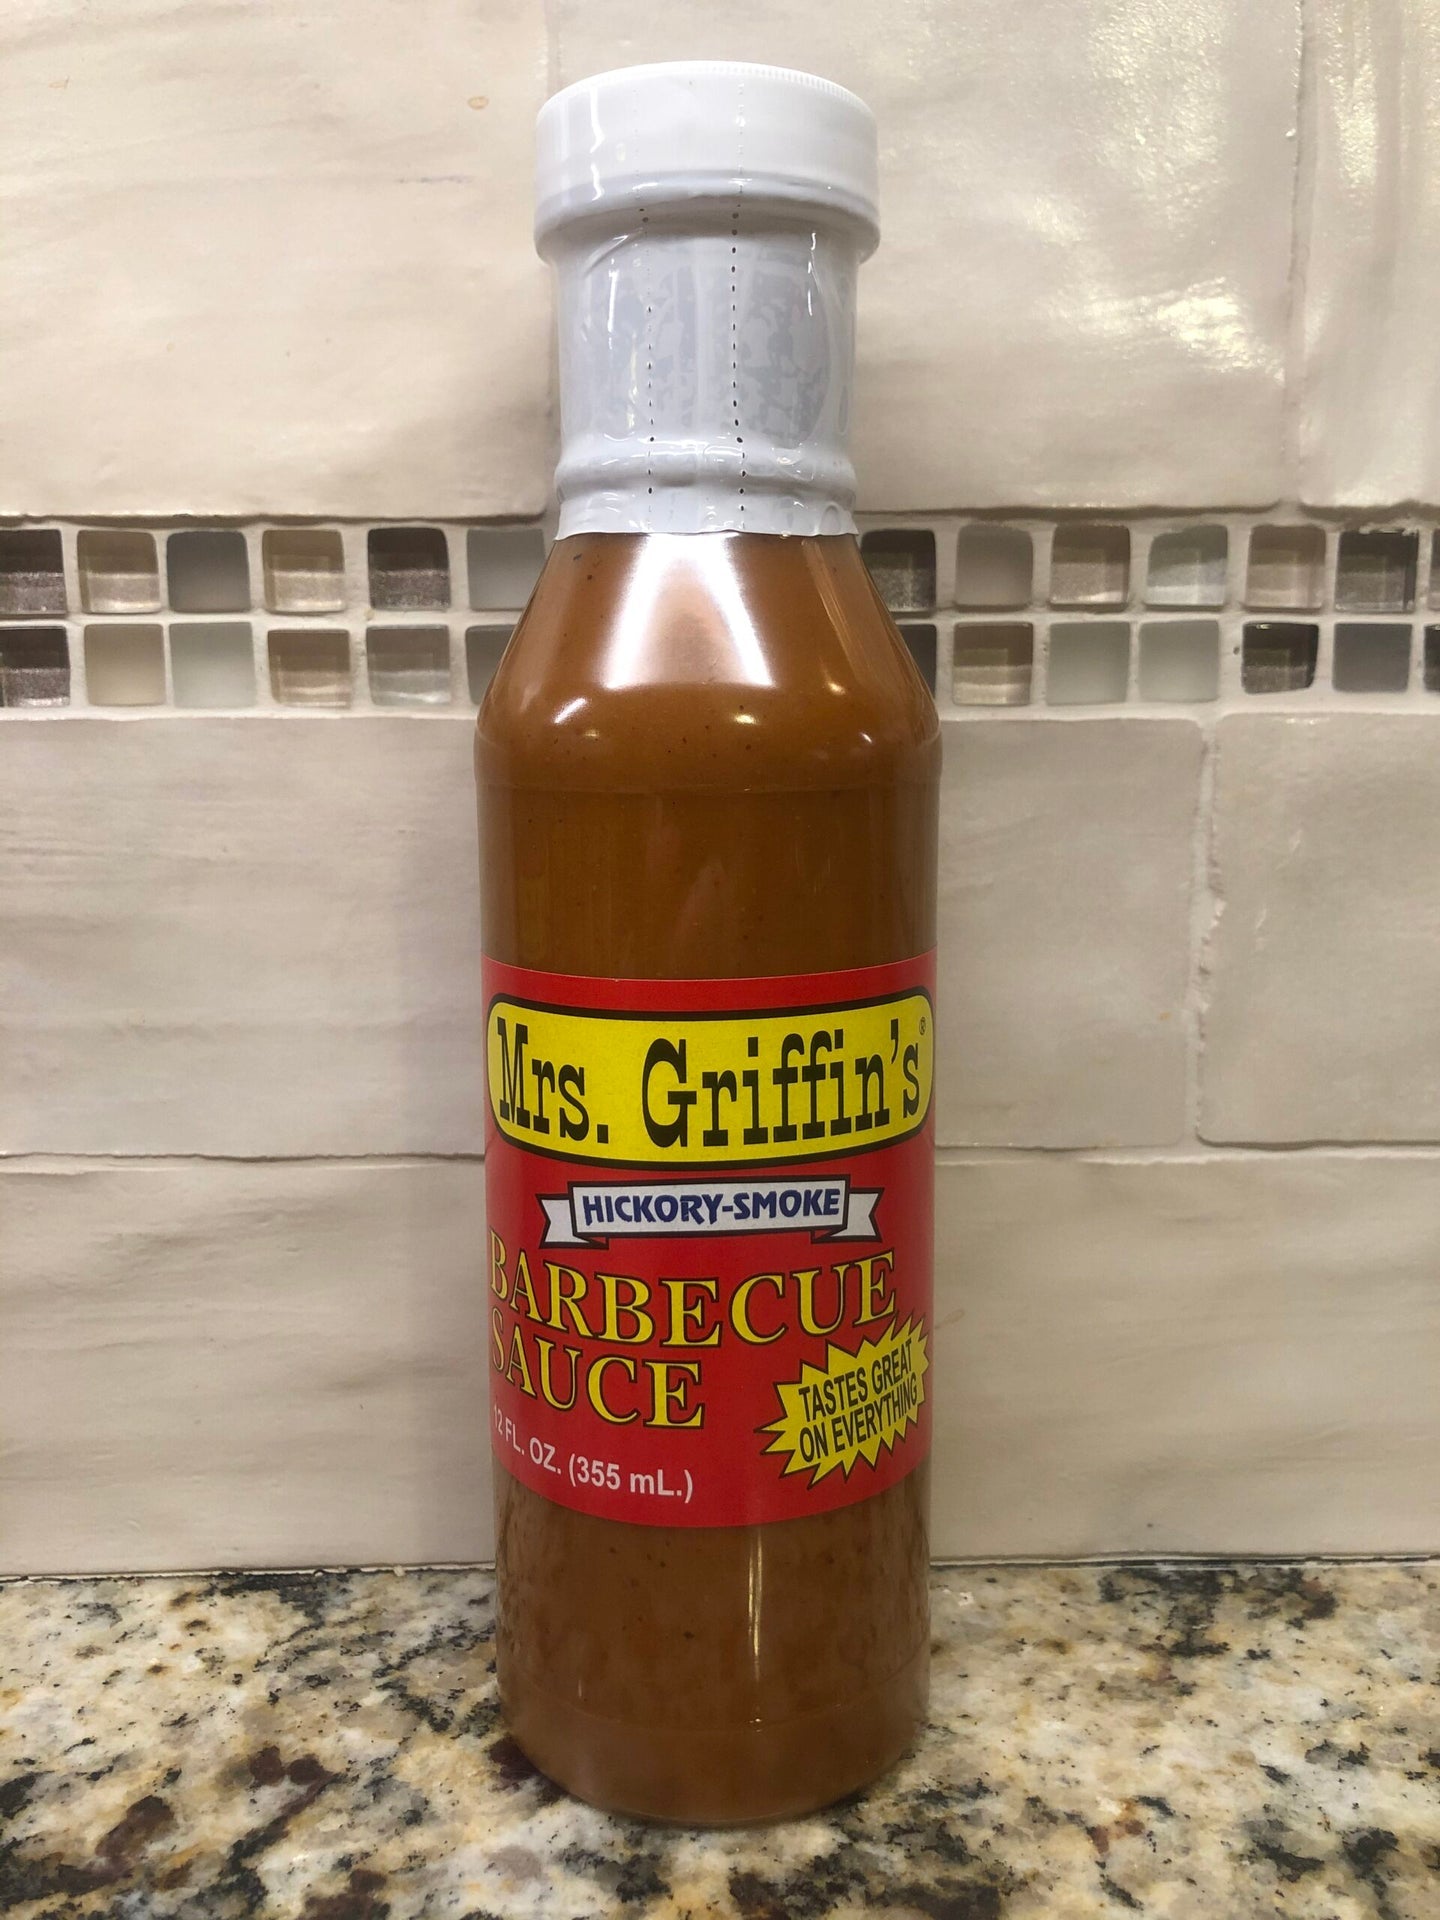 Mrs. Griffin's®
HICKORY-SMOKE
BARBECUE
SAUCE
TASTES GREAT
ON EVERYTHING
12 FL. OZ. (355 mL.)